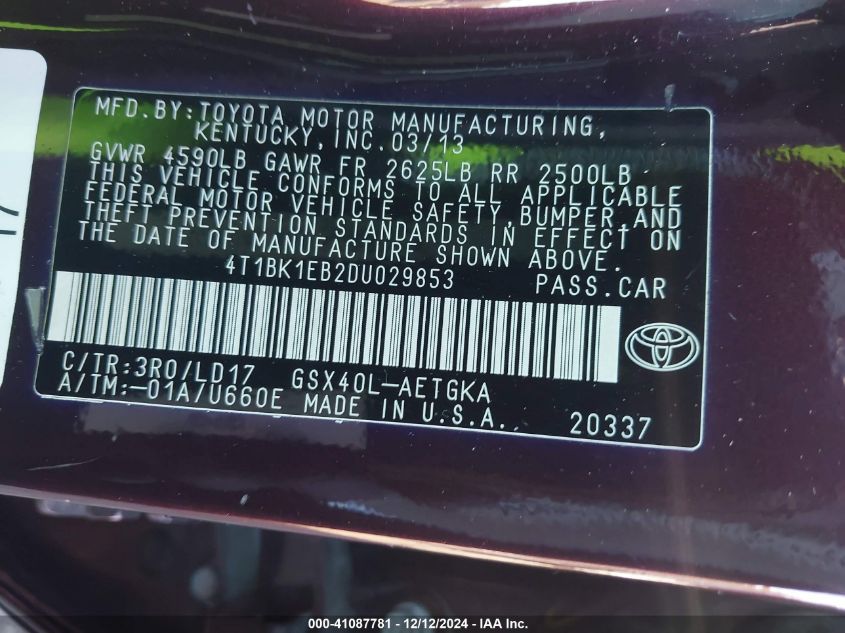 MFD.BY:TOYOTA MOTOR MANUFACTURING,
KENTUCKY, INC. 03/13
GVWR 4590LB GAWR FR 2625LB RR 2500LB
THIS VEHICLE CONFORMS TO ALL APPLICABLE
FEDERAL MOTOR VEHICLE SAFETY, BUMPER,AND
THEFT PREVENTION STANDARDS IN EFFECT ON
THE DATE OF MANUFACTURE SHOWN ABOVE.
4T1BK1EB2DU029853 PASS.CAR
C/TR:3R0/LD17 GSX40L-AETGKA
A/TM:-01A/U660E MADE IN U.S.A. 20337
000-41087781 - 12/12/2024 - IAA Inc.